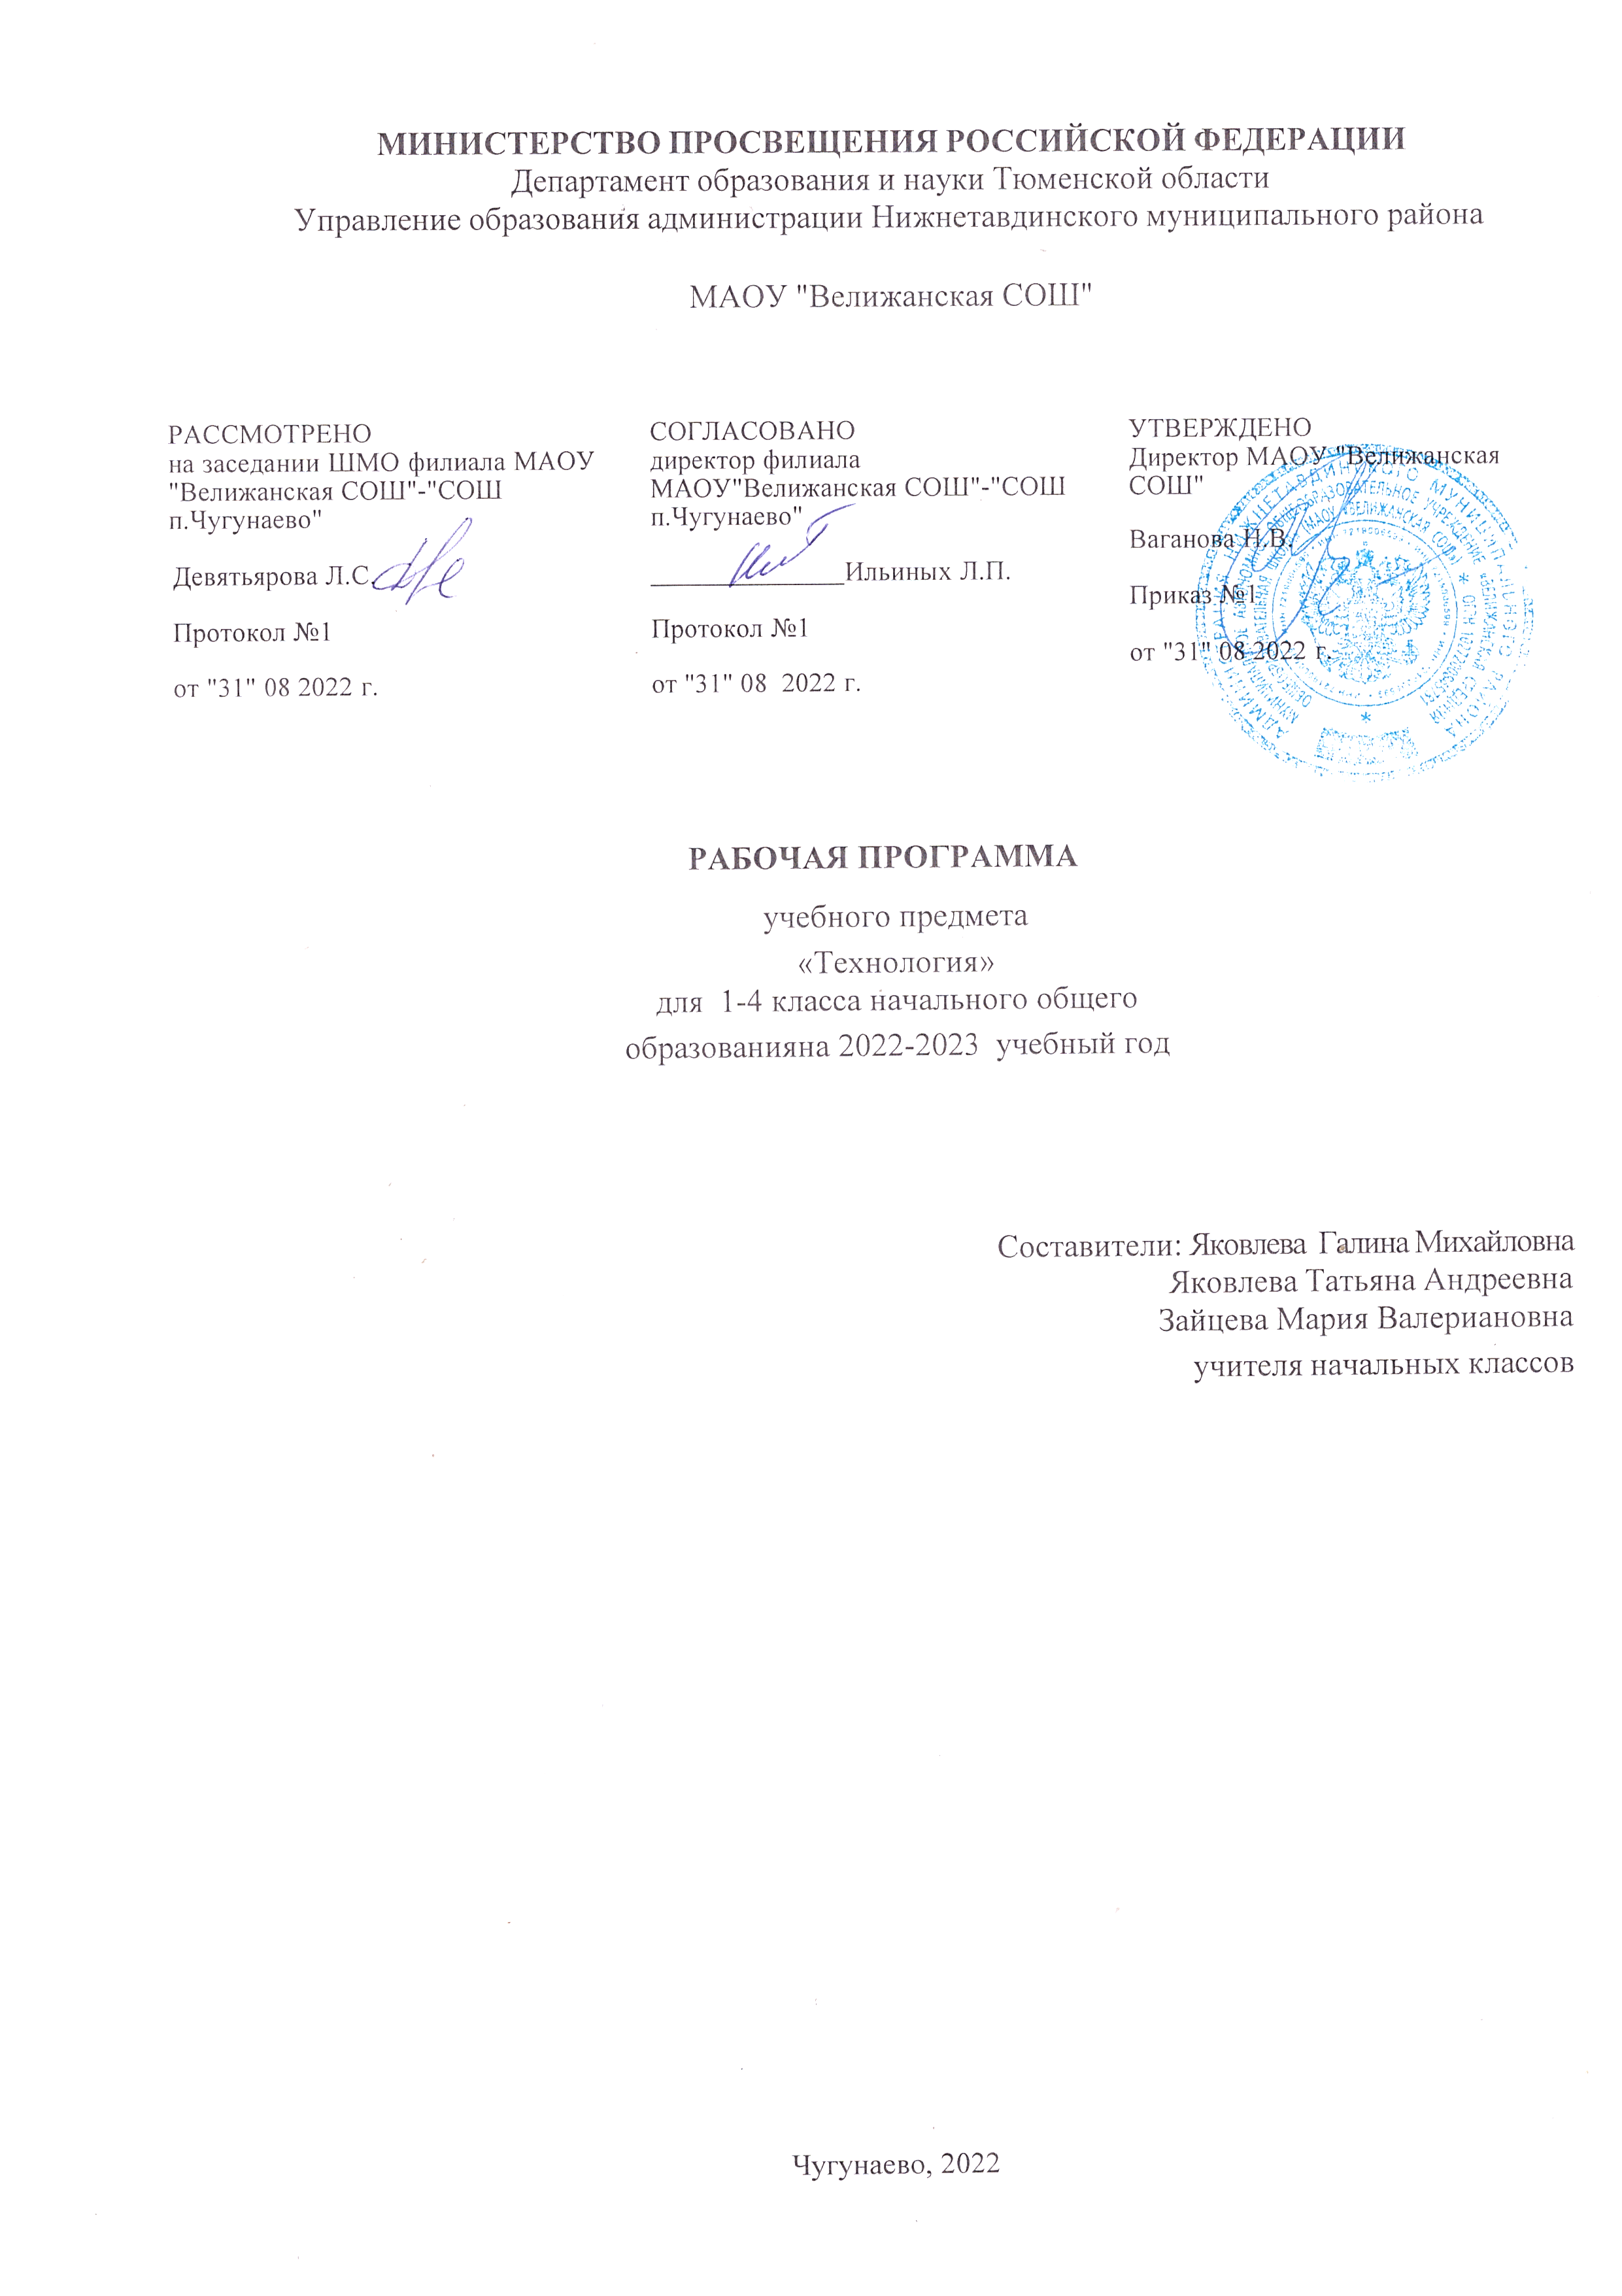 МИНИСТЕРСТВО ПРОСВЕЩЕНИЯ РОССИЙСКОЙ ФЕДЕРАЦИИ
Департамент образования и науки Тюменской области
Управление образования администрации Нижнетавдинского муниципального района
МАОУ "Велижанская СОШ"
РАССМОТРЕНО
на заседании ШМО филиала МАОУ
"Велижанская СОШ"-"СОШ
п.Чугунаево"
Девятьярова Л.С.
Протокол №1
от "31" 08 2022 г.
СОГЛАСОВАНО
директор филиала
МАОУ"Велижанская СОШ"-"СОШ
п.Чугунаево"
______________Ильиных Л.П.
Протокол №1
от "31" 08  2022 г.
УТВЕРЖДЕНО
Директор МАОУ "Велижанская
СОШ"
Ваганова Н.В.
Приказ №1
от "31" 08 2022 г.
РАБОЧАЯ ПРОГРАММА
учебного предмета
«Технология»
для  1-4 класса начального общего
образованияна 2022-2023  учебный год
Составители: Яковлева  Галина Михайловна
Яковлева Татьяна Андреевна
Зайцева Мария Валериановна
учителя начальных классов
Чугунаево, 2022